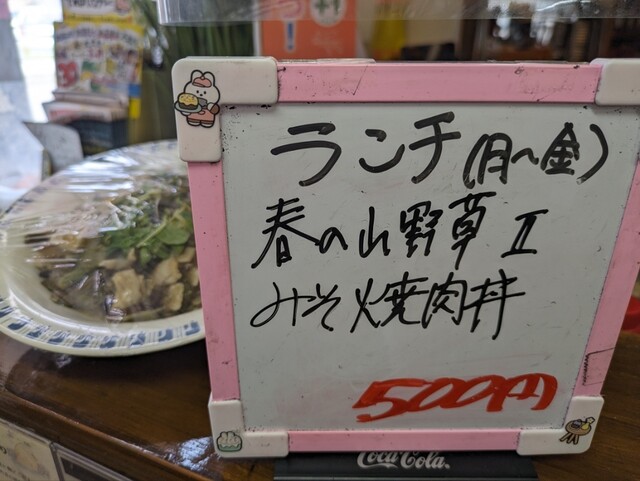 ランチ(月〜金)
春の山野草Ⅱ
みそ焼肉丼
500円
Coca-Cola.